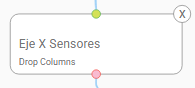 X
Eje X Sensores
Drop Columns